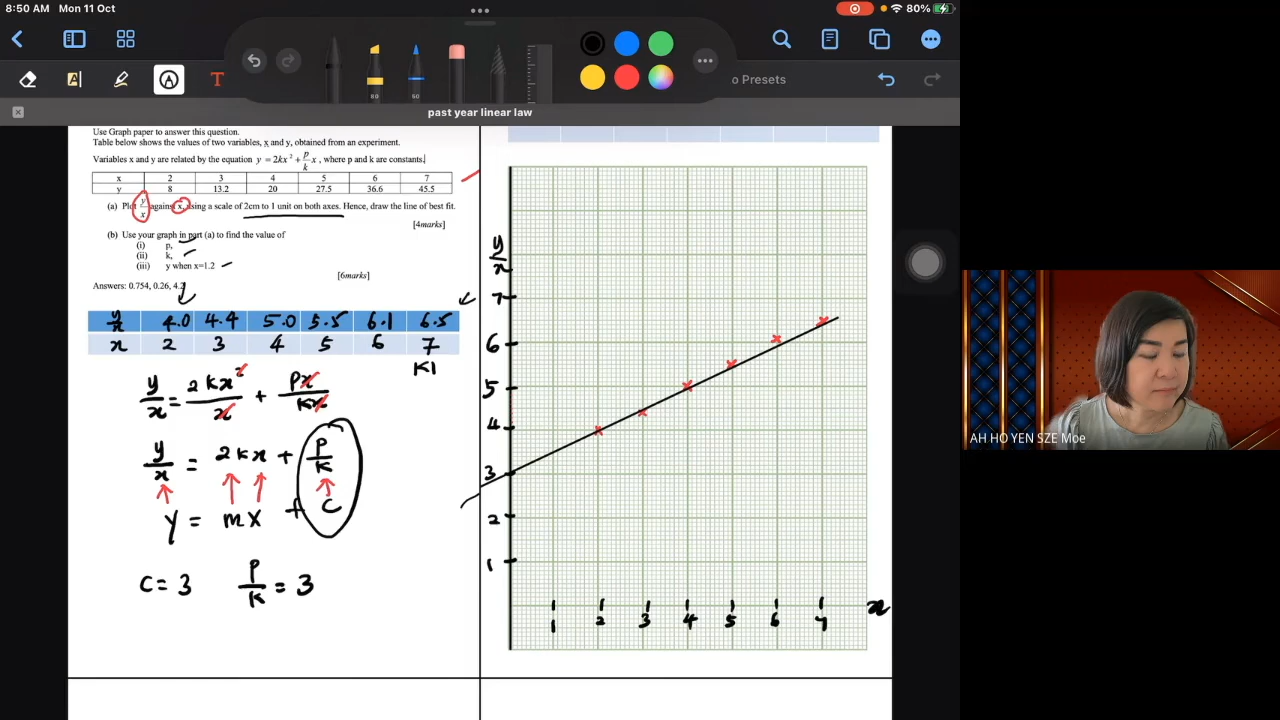 8:50 AM Mon 11 Oct
80%
T
o Presets
80
50
past year linear law
Use Graph paper to answer this question.
Table below shows the values of two variables, x and y, obtained from an experiment.
Variables x and y are related by the equation y = 2kx² + p/k x, where p and k are constants.
x 2 3 4 5 6 7
y 8 13.2 20 27.5 36.6 45.5
(a) Plot y/x against x, using a scale of 2cm to 1 unit on both axes. Hence, draw the line of best fit.
[4marks]
(b) Use your graph in part (a) to find the value of
(i) p,
(ii) k,
(iii) y when x=1.2
[6marks]
Answers: 0.754, 0.26, 4.
y/x 4.0 4.4 5.0 5.5 6.1 6.5
x 2 3 4 5 6 7
K1
y/x = 2kx²/x + px/kx
y/x = 2kx + p/k
Y = mX + C
C = 3 p/k = 3
y/x
7
6
5
4
3
2
1
1 2 3 4 5 6 7 x
AH HO YEN SZE Moe